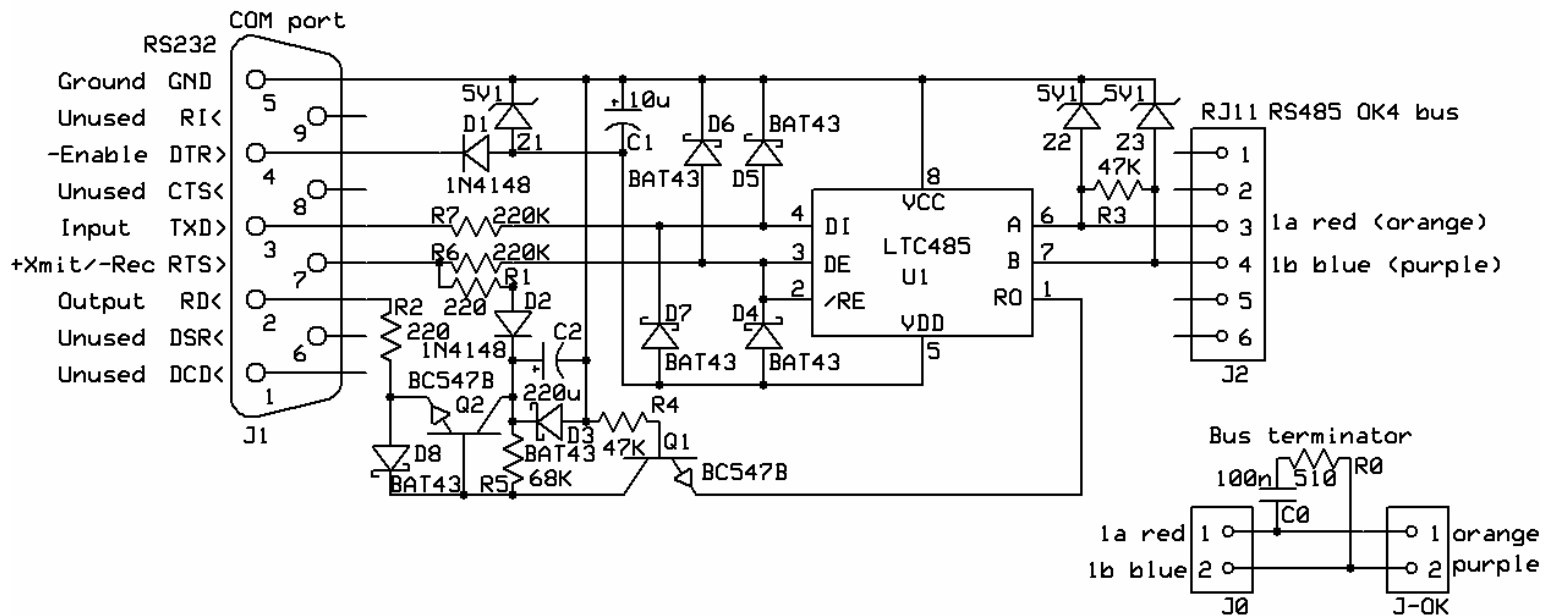 COM port
RS232
Ground GND
5
Unused RI<
9
-Enable DTR>
4
Unused CTS<
8
Input TXD>
3
+Xmit/-Rec RTS>
7
Output RD<
2
Unused DSR<
6
Unused DCD<
1
J1
5V1
Z1
D1
1N4148
+
10u
C1
D6
BAT43
BAT43
D5
R7 220K
R6 220K
R1
220
R2
220
D2
1N4148
C2
+
220u
D7
BAT43
D4
BAT43
BC547B
Q2
D8
BAT43
D3
BAT43
R5
68K
R4
47K
Q1
BC547B
8
VCC
4 DI
3 DE
2 /RE
LTC485
U1
A 6
B 7
RO 1
VDD
5
5V1
Z2
5V1
Z3
47K
R3
RJ11 RS485 OK4 bus
1
2
3 1a red (orange)
4 1b blue (purple)
5
6
J2
Bus terminator
100n
510
R0
C0
1a red 1
1b blue 2
J0
1 orange
2 purple
J-OK